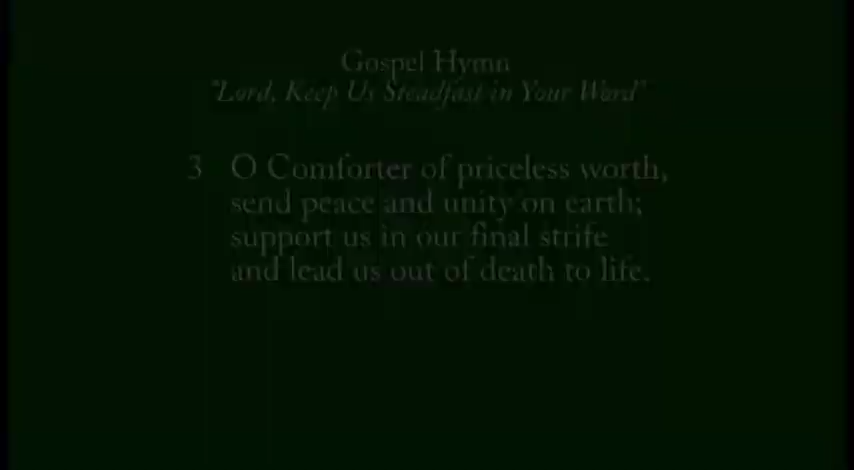 Gospel Hymn
"Lord, Keep Us Steadfast in Your Word"
3 O Comforter of priceless worth,
send peace and unity on earth;
support us in our final strife
and lead us out of death to life.